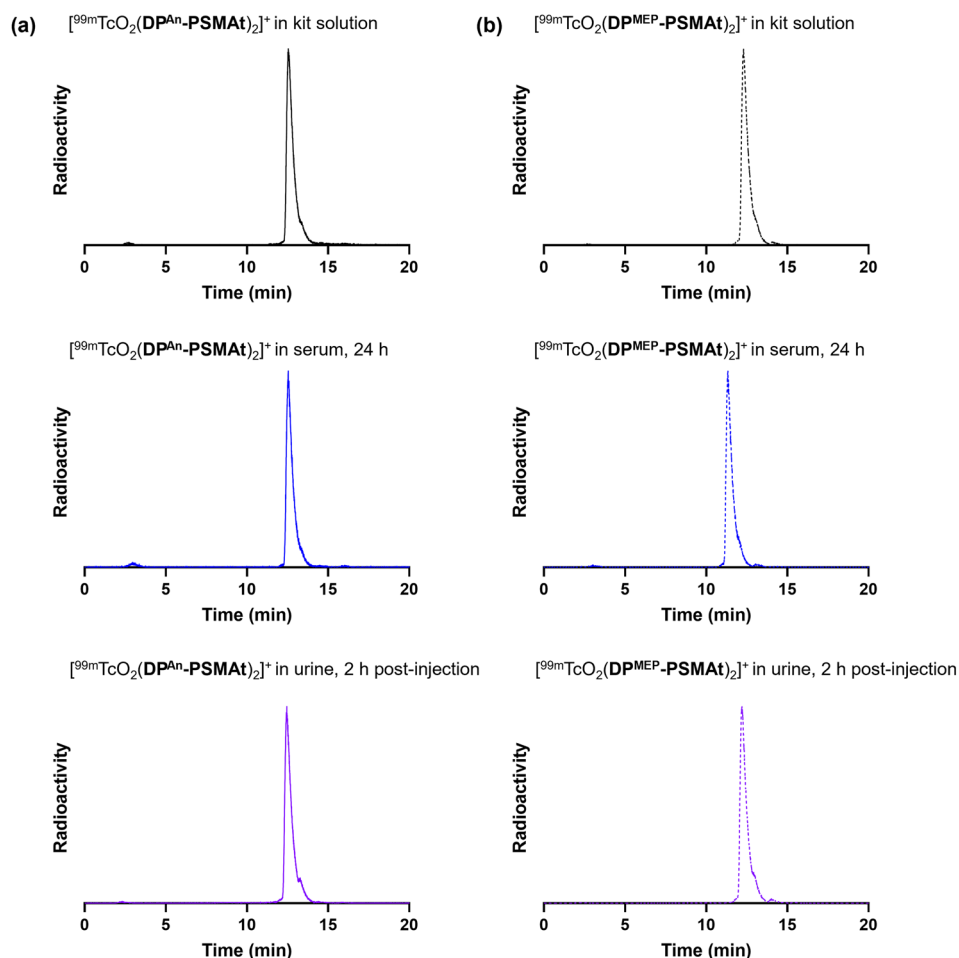 (a) [⁹⁹ᵐTcO₂(DPᴬⁿ-PSMAt)₂]⁺ in kit solution
Radioactivity
0 5 10 15 20
Time (min)
(b) [⁹⁹ᵐTcO₂(DPᴹᴱᴾ-PSMAt)₂]⁺ in kit solution
Radioactivity
0 5 10 15 20
Time (min)
[⁹⁹ᵐTcO₂(DPᴬⁿ-PSMAt)₂]⁺ in serum, 24 h
Radioactivity
0 5 10 15 20
Time (min)
[⁹⁹ᵐTcO₂(DPᴹᴱᴾ-PSMAt)₂]⁺ in serum, 24 h
Radioactivity
0 5 10 15 20
Time (min)
[⁹⁹ᵐTcO₂(DPᴬⁿ-PSMAt)₂]⁺ in urine, 2 h post-injection
Radioactivity
0 5 10 15 20
Time (min)
[⁹⁹ᵐTcO₂(DPᴹᴱᴾ-PSMAt)₂]⁺ in urine, 2 h post-injection
Radioactivity
0 5 10 15 20
Time (min)